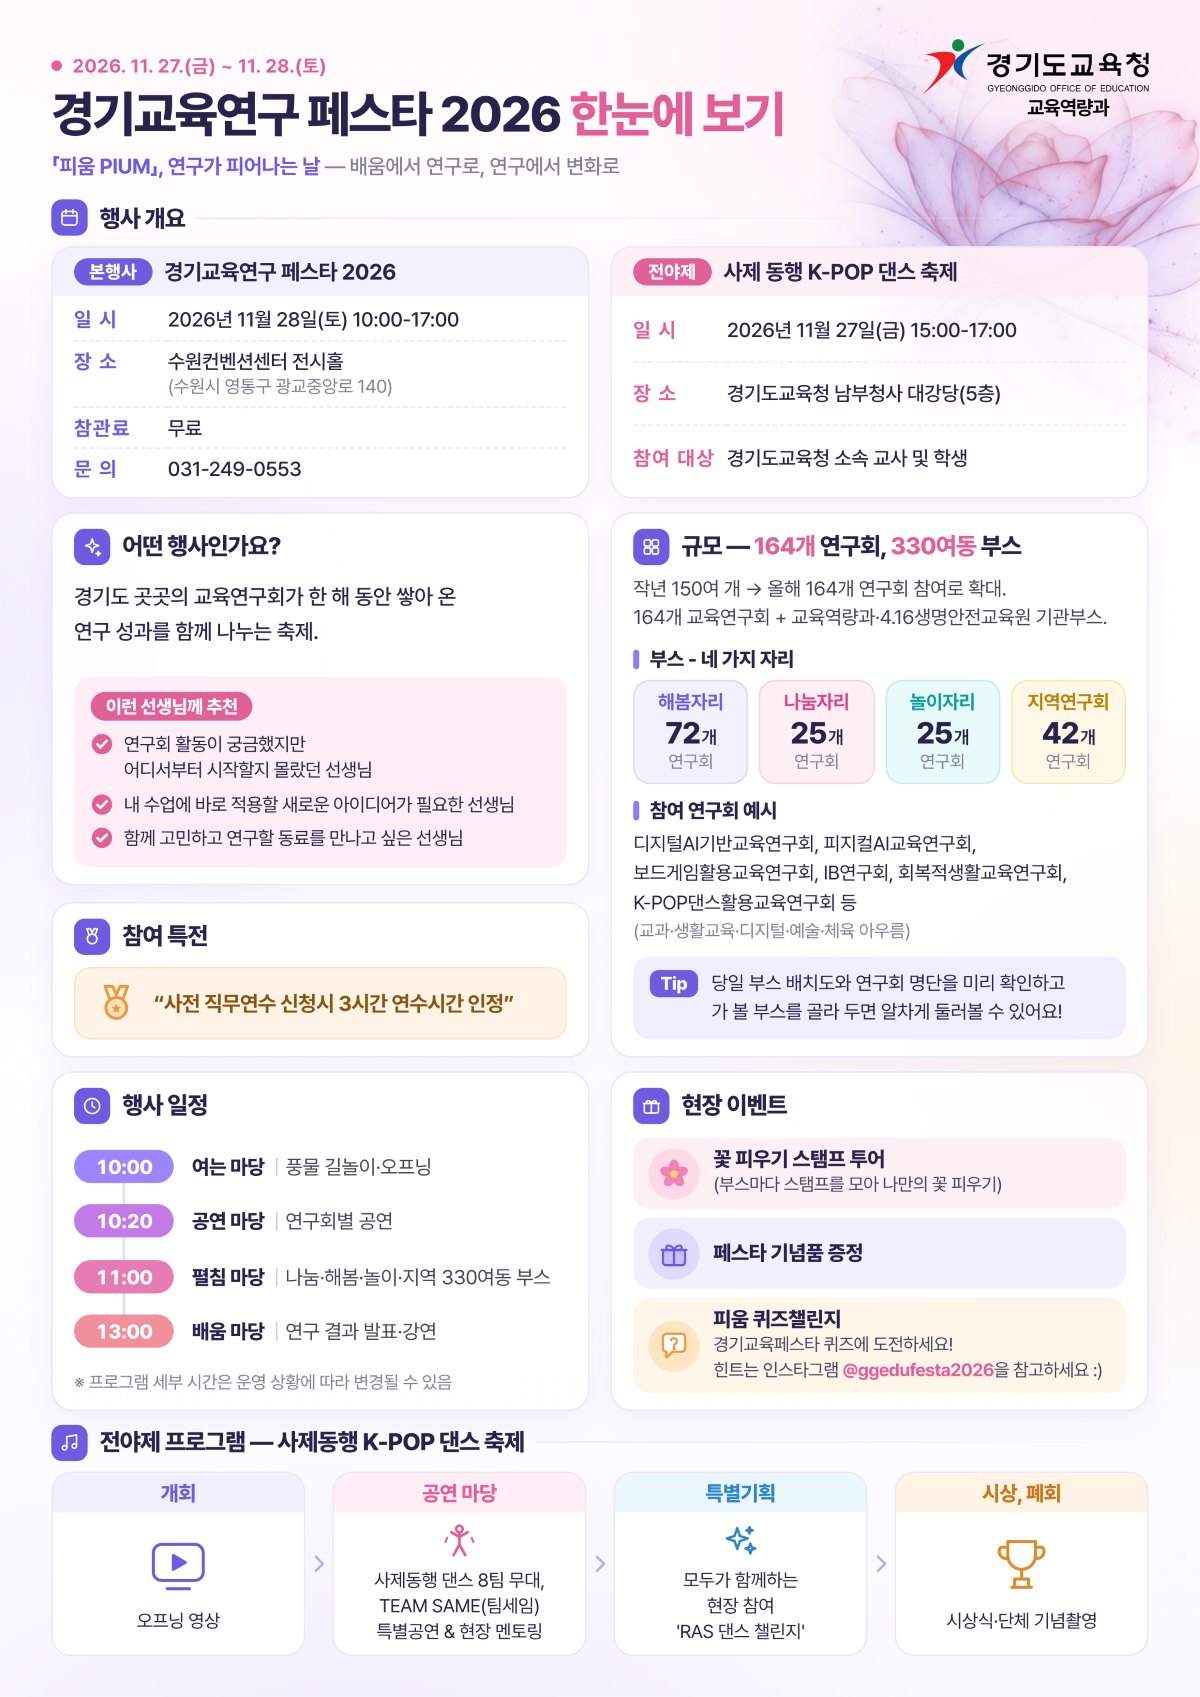 2026. 11. 27.(금) ~ 11. 28.(토)
경기교육연구 페스타 2026 한눈에 보기
『피움 PIUM』, 연구가 피어나는 날 — 배움에서 연구로, 연구에서 변화로
경기도교육청
GYEONGGIDO OFFICE OF EDUCATION
교육역량과
행사 개요
본행사 경기교육연구 페스타 2026
일 시 2026년 11월 28일(토) 10:00-17:00
장 소 수원컨벤션센터 전시홀
(수원시 영통구 광교중앙로 140)
참관료 무료
문 의 031-249-0553
전야제 사제 동행 K-POP 댄스 축제
일 시 2026년 11월 27일(금) 15:00-17:00
장 소 경기도교육청 남부청사 대강당(5층)
참여 대상 경기도교육청 소속 교사 및 학생
어떤 행사인가요?
경기도 곳곳의 교육연구회가 한 해 동안 쌓아 온
연구 성과를 함께 나누는 축제.
이런 선생님께 추천
연구회 활동이 궁금했지만
어디서부터 시작할지 몰랐던 선생님
내 수업에 바로 적용할 새로운 아이디어가 필요한 선생님
함께 고민하고 연구할 동료를 만나고 싶은 선생님
참여 특전
“사전 직무연수 신청시 3시간 연수시간 인정”
규모 — 164개 연구회, 330여동 부스
작년 150여 개 → 올해 164개 연구회 참여로 확대.
164개 교육연구회 + 교육역량과·4.16생명안전교육원 기관부스.
부스 - 네 가지 자리
해봄자리
72개
연구회
나눔자리
25개
연구회
놀이자리
25개
연구회
지역연구회
42개
연구회
참여 연구회 예시
디지털AI기반교육연구회, 피지컬AI교육연구회,
보드게임활용교육연구회, IB연구회, 회복적생활교육연구회,
K-POP댄스활용교육연구회 등
(교과·생활교육·디지털·예술·체육 아우름)
Tip 당일 부스 배치도와 연구회 명단을 미리 확인하고
가 볼 부스를 골라 두면 알차게 둘러볼 수 있어요!
행사 일정
10:00 여는 마당 | 풍물 길놀이·오프닝
10:20 공연 마당 | 연구회별 공연
11:00 펼침 마당 | 나눔·해봄·놀이·지역 330여동 부스
13:00 배움 마당 | 연구 결과 발표·강연
※ 프로그램 세부 시간은 운영 상황에 따라 변경될 수 있음
현장 이벤트
꽃 피우기 스탬프 투어
(부스마다 스탬프를 모아 나만의 꽃 피우기)
페스타 기념품 증정
피움 퀴즈챌린지
경기교육페스타 퀴즈에 도전하세요!
힌트는 인스타그램 @ggedufesta2026을 참고하세요 :)
전야제 프로그램 — 사제동행 K-POP 댄스 축제
개회
오프닝 영상
공연 마당
사제동행 댄스 8팀 무대,
TEAM SAME(팀세임)
특별공연 & 현장 멘토링
특별기획
모두가 함께하는
현장 참여
'RAS 댄스 챌린지'
시상, 폐회
시상식·단체 기념촬영